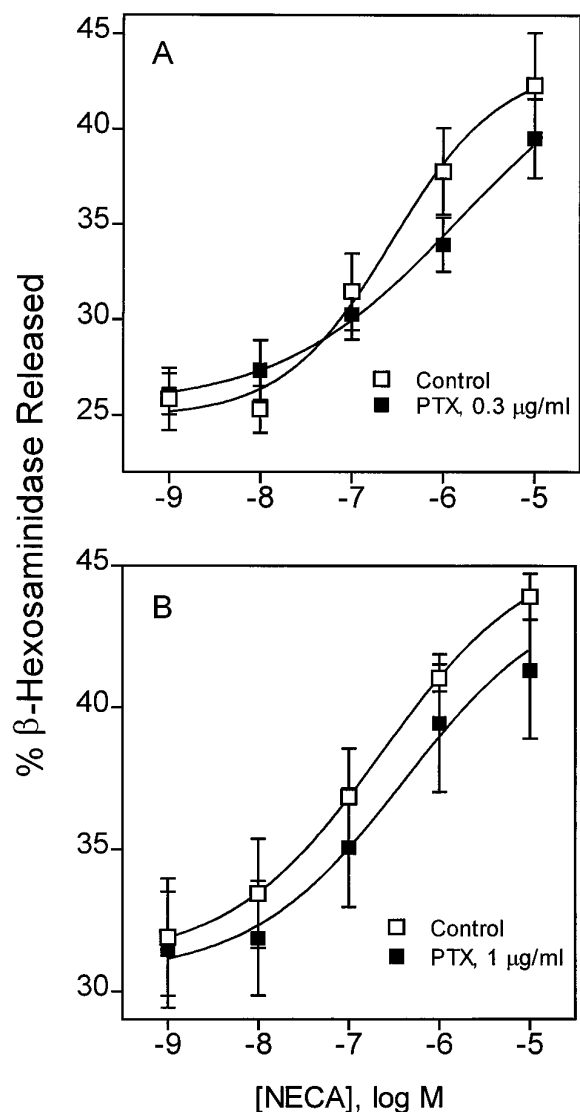 % β-Hexosaminidase Released
A
45
40
35
30
25
Control
PTX, 0.3 μg/ml
-9 -8 -7 -6 -5
B
45
40
35
30
Control
PTX, 1 μg/ml
-9 -8 -7 -6 -5
[NECA], log M